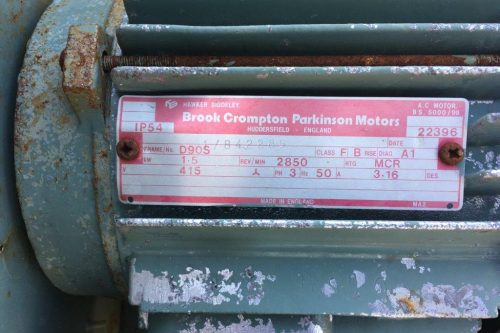 HAWKER SIDDELEY
A.C. MOTOR.
B.S. 5000/99
Brook Crompton Parkinson Motors
HUDDERSFIELD · ENGLAND
IP54 22396
FRAME/No. D90S CLASS F B RISE DIAG A1 DATE
kW 1·5 REV/MIN 2850 RTG MCR
V 415 PH 3 Hz 50 A 3·16 DES
MADE IN ENGLAND MA3